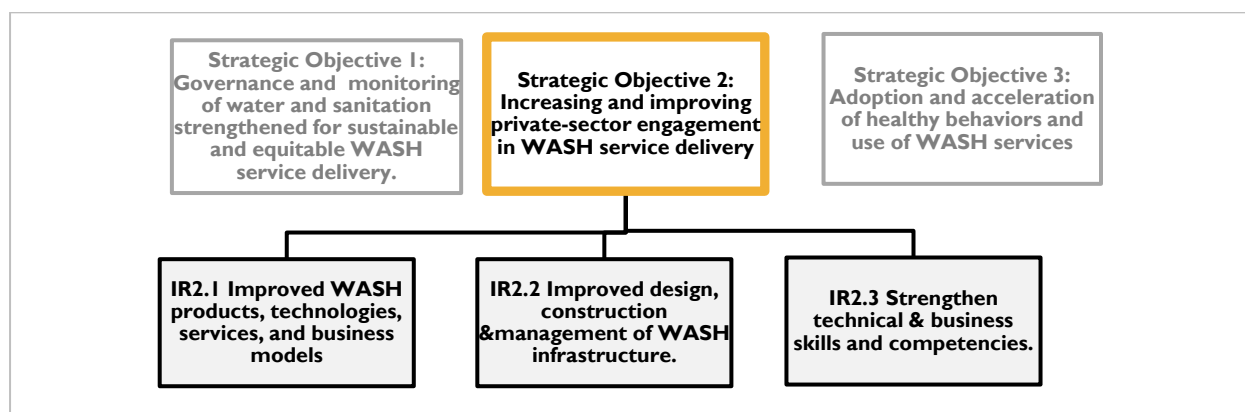 Strategic Objective 1:
Governance and monitoring
of water and sanitation
strengthened for sustainable
and equitable WASH
service delivery.
Strategic Objective 2:
Increasing and improving
private-sector engagement
in WASH service delivery
Strategic Objective 3:
Adoption and acceleration
of healthy behaviors and
use of WASH services
IR2.1 Improved WASH
products, technologies,
services, and business
models
IR2.2 Improved design,
construction
&management of WASH
infrastructure.
IR2.3 Strengthen
technical & business
skills and competencies.